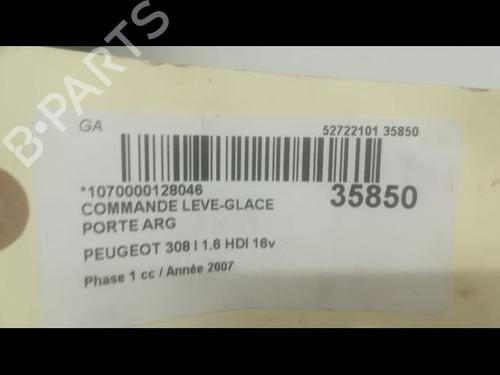 B-PARTS
GA
52722101 35850
*1070000128046
35850
COMMANDE LEVE-GLACE
PORTE ARG
PEUGEOT 308 I 1.6 HDI 16v
Phase 1 cc / Année 2007